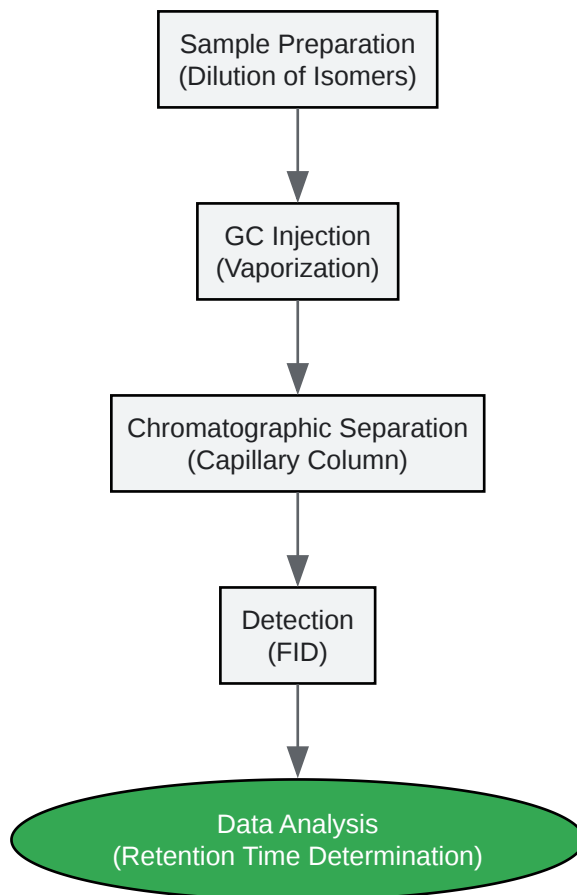 Sample Preparation
(Dilution of Isomers)
GC Injection
(Vaporization)
Chromatographic Separation
(Capillary Column)
Detection
(FID)
Data Analysis
(Retention Time Determination)